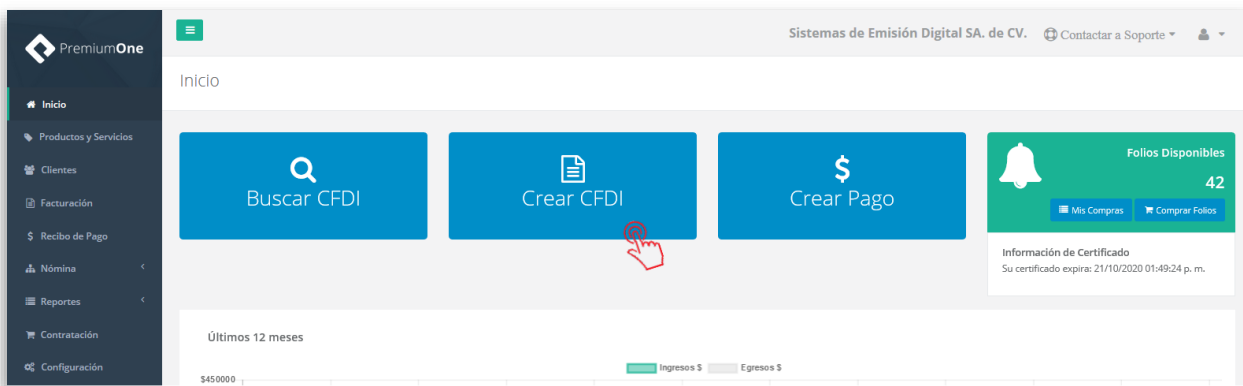 PremiumOne
Inicio
Productos y Servicios
Clientes
Facturación
$ Recibo de Pago
Nómina
Reportes
Contratación
Configuración
Sistemas de Emisión Digital SA. de CV.
Contactar a Soporte
Inicio
Buscar CFDI
Crear CFDI
$
Crear Pago
Folios Disponibles
42
Mis Compras
Comprar Folios
Información de Certificado
Su certificado expira: 21/10/2020 01:49:24 p. m.
Últimos 12 meses
Ingresos $ Egresos $
$450000